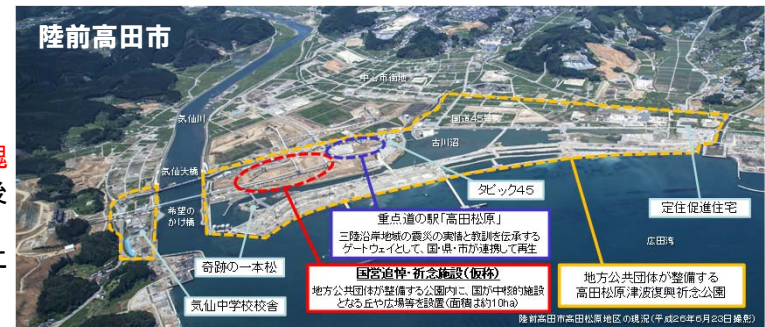 陸前高田市
中心市街地
気仙川
国道45号
古川沼
気仙大橋
タピック45
希望の
かけ橋
重点道の駅「高田松原」
三陸沿岸地域の震災の実情と教訓を伝承する
ゲートウェイとして、国・県・市が連携して再生
定住促進住宅
広田湾
奇跡の一本松
国営追悼・祈念施設(仮称)
地方公共団体が整備する公園内に、国が中核的施設
となる丘や広場等を設置(面積は約10ha)
地方公共団体が整備する
高田松原津波復興祈念公園
気仙中学校校舎
陸前高田市高田松原地区の現況(平成26年6月23日撮影)
後